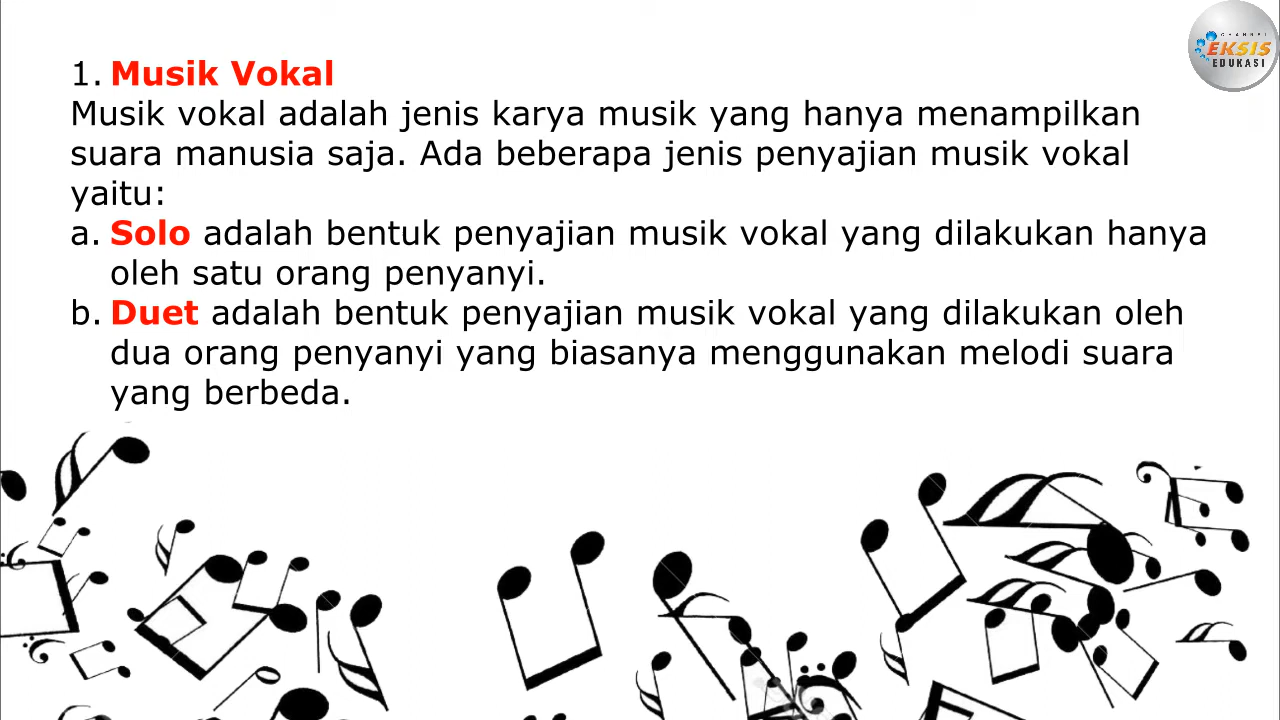 CHANNEL
EKSIS
EDUKASI
1. Musik Vokal
Musik vokal adalah jenis karya musik yang hanya menampilkan
suara manusia saja. Ada beberapa jenis penyajian musik vokal
yaitu:
a. Solo adalah bentuk penyajian musik vokal yang dilakukan hanya
oleh satu orang penyanyi.
b. Duet adalah bentuk penyajian musik vokal yang dilakukan oleh
dua orang penyanyi yang biasanya menggunakan melodi suara
yang berbeda.